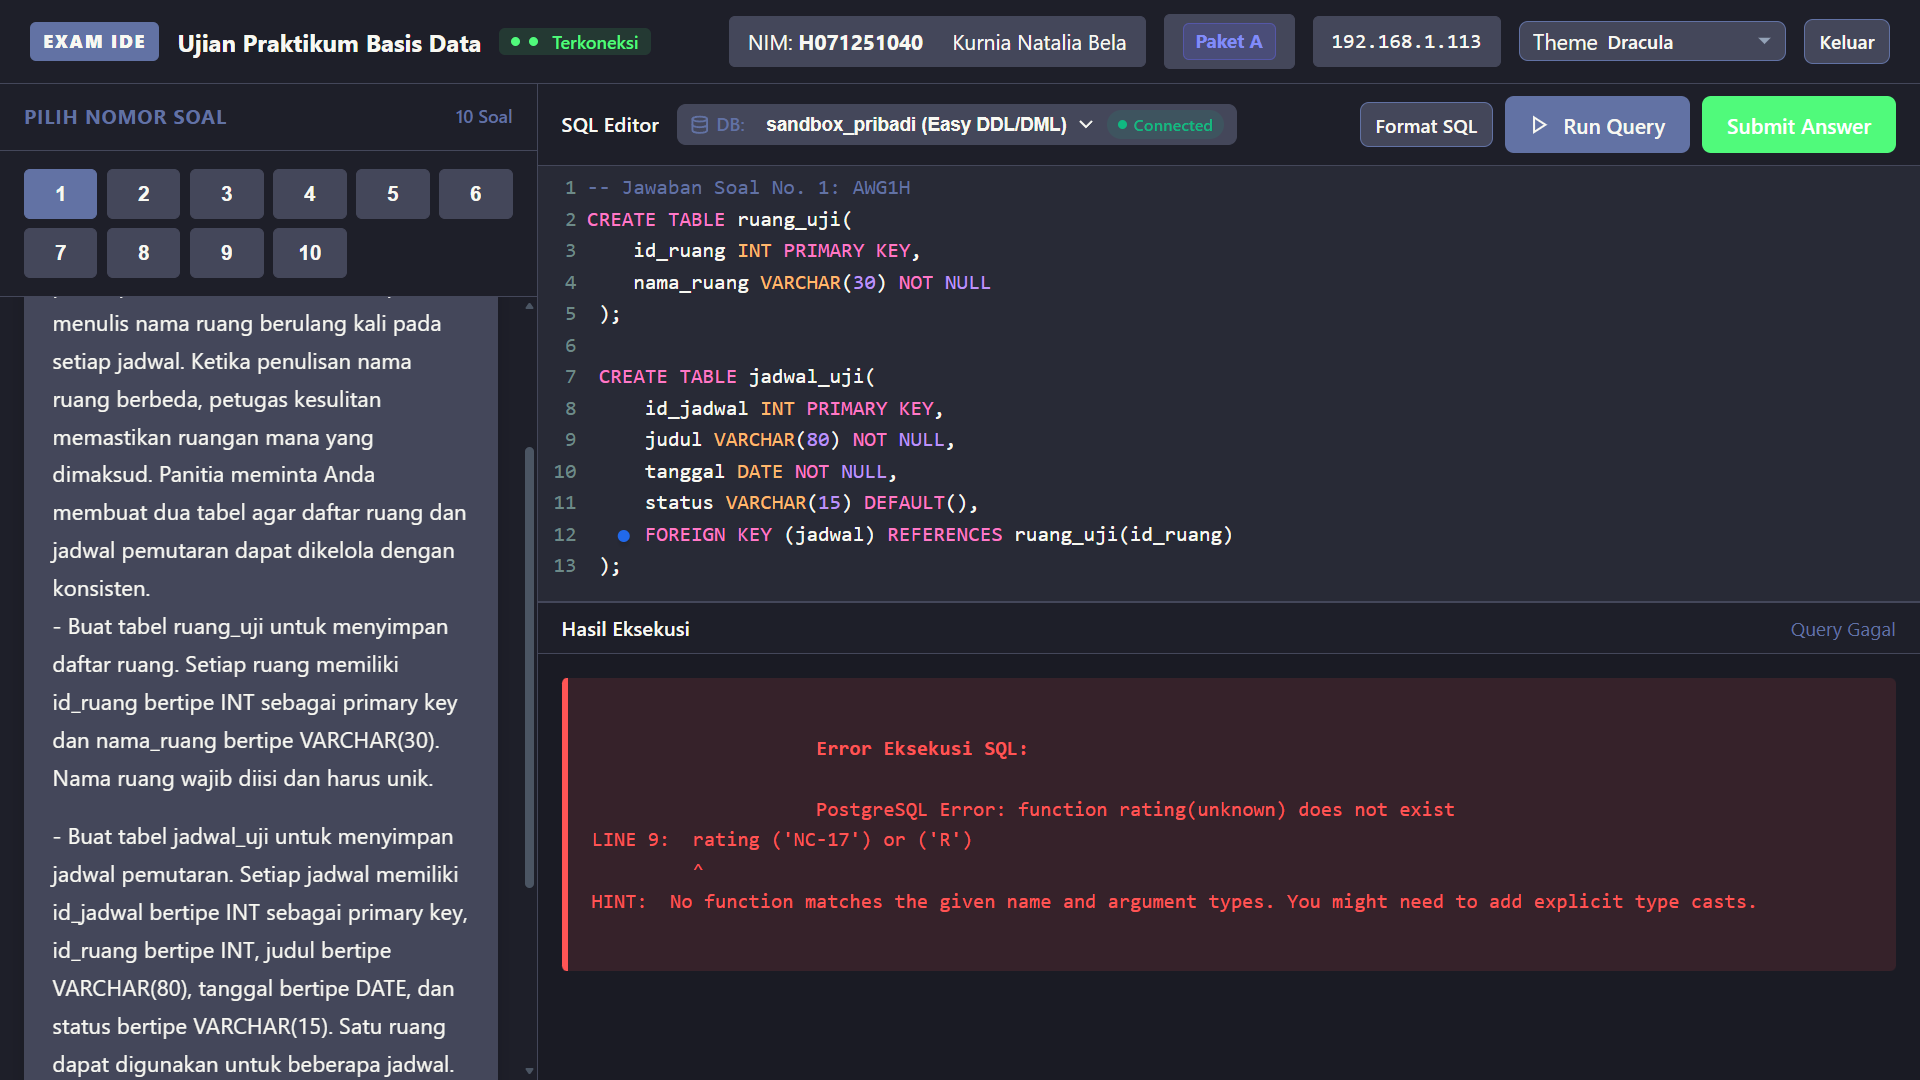 EXAM IDE Ujian Praktikum Basis Data Terkoneksi NIM: H071251040 Kurnia Natalia Bela Paket A 192.168.1.113 Theme Dracula Keluar
PILIH NOMOR SOAL 10 Soal
1 2 3 4 5 6
7 8 9 10
menulis nama ruang berulang kali pada
setiap jadwal. Ketika penulisan nama
ruang berbeda, petugas kesulitan
memastikan ruangan mana yang
dimaksud. Panitia meminta Anda
membuat dua tabel agar daftar ruang dan
jadwal pemutaran dapat dikelola dengan
konsisten.
- Buat tabel ruang_uji untuk menyimpan
daftar ruang. Setiap ruang memiliki
id_ruang bertipe INT sebagai primary key
dan nama_ruang bertipe VARCHAR(30).
Nama ruang wajib diisi dan harus unik.
- Buat tabel jadwal_uji untuk menyimpan
jadwal pemutaran. Setiap jadwal memiliki
id_jadwal bertipe INT sebagai primary key,
id_ruang bertipe INT, judul bertipe
VARCHAR(80), tanggal bertipe DATE, dan
status bertipe VARCHAR(15). Satu ruang
dapat digunakan untuk beberapa jadwal.
SQL Editor DB: sandbox_pribadi (Easy DDL/DML) Connected Format SQL Run Query Submit Answer
1 -- Jawaban Soal No. 1: AWG1H
2 CREATE TABLE ruang_uji(
3 id_ruang INT PRIMARY KEY,
4 nama_ruang VARCHAR(30) NOT NULL
5 );
6
7 CREATE TABLE jadwal_uji(
8 id_jadwal INT PRIMARY KEY,
9 judul VARCHAR(80) NOT NULL,
10 tanggal DATE NOT NULL,
11 status VARCHAR(15) DEFAULT(),
12 FOREIGN KEY (jadwal) REFERENCES ruang_uji(id_ruang)
13 );
Hasil Eksekusi Query Gagal
Error Eksekusi SQL:
PostgreSQL Error: function rating(unknown) does not exist
LINE 9: rating ('NC-17') or ('R')
^
HINT: No function matches the given name and argument types. You might need to add explicit type casts.